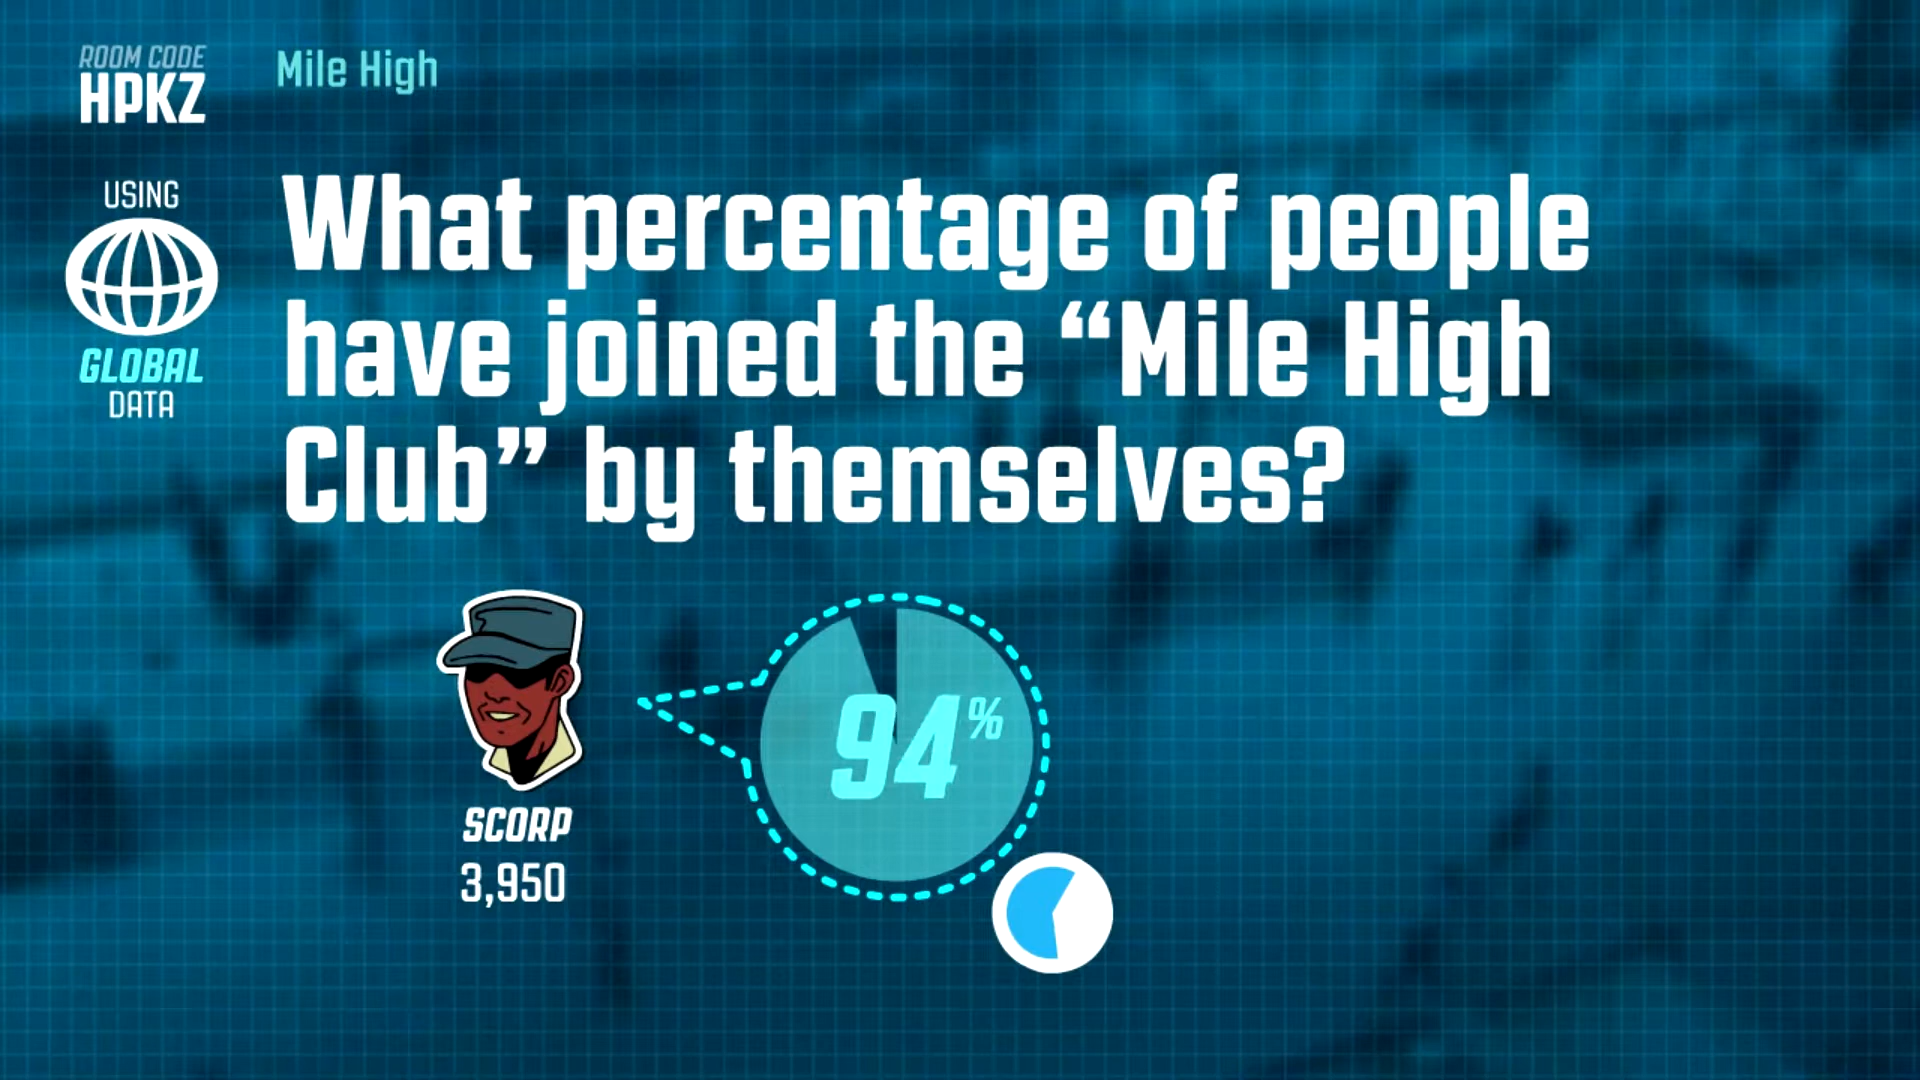 ROOM CODE
HPKZ
Mile High
USING
GLOBAL
DATA
What percentage of people
have joined the “Mile High
Club” by themselves?
94%
SCORP
3,950